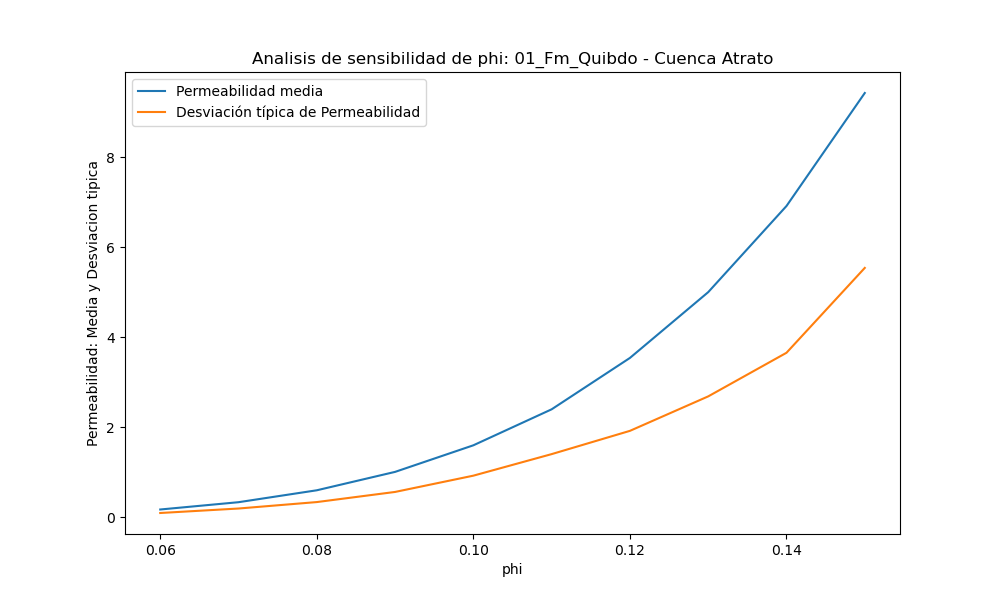 Analisis de sensibilidad de phi: 01_Fm_Quibdo - Cuenca Atrato
Permeabilidad media
Desviación típica de Permeabilidad
Permeabilidad: Media y Desviacion tipica
8
6
4
2
0
0.06
0.08
0.10
0.12
0.14
phi